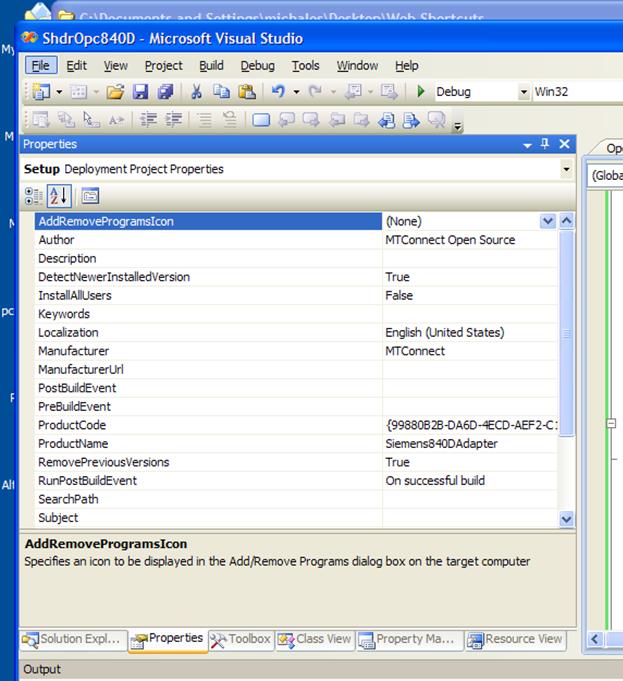 C:\Documents and Settings\michalos\Desktop\Web Shortcuts
My
ShdrOpc840D - Microsoft Visual Studio
File Edit View Project Build Debug Tools Window Help
Debug Win32
M
Properties
Ope
Setup Deployment Project Properties
(Globa
AddRemoveProgramsIcon (None)
Author MTConnect Open Source
Description
DetectNewerInstalledVersion True
InstallAllUsers False
Keywords
pc
Localization English (United States)
Manufacturer MTConnect
ManufacturerUrl
PostBuildEvent
PreBuildEvent
ProductCode {99880B2B-DA6D-4ECD-AEF2-C:
ProductName Siemens840DAdapter
RemovePreviousVersions True
RunPostBuildEvent On successful build
Alt
SearchPath
Subject
AddRemoveProgramsIcon
Specifies an icon to be displayed in the Add/Remove Programs dialog box on the target computer
Solution Expl... Properties Toolbox Class View Property Ma... Resource View
Output